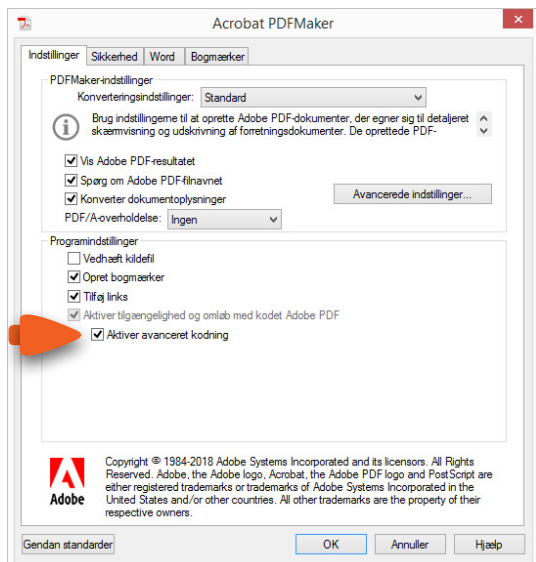 Acrobat PDFMaker
Indstillinger Sikkerhed Word Bogmærker
PDFMaker-indstillinger
Konverteringsindstillinger: Standard
Brug indstillingerne til at oprette Adobe PDF-dokumenter, der egner sig til detaljeret
skærmvisning og udskrivning af forretningsdokumenter. De oprettede PDF-
Vis Adobe PDF-resultatet
Spørg om Adobe PDF-filnavnet
Konverter dokumentoplysninger
Avancerede indstillinger...
PDF/A-overholdelse: Ingen
Programindstillinger
Vedhæft kildefil
Opret bogmærker
Tilføj links
Aktiver tilgængelighed og omløb med kodet Adobe PDF
Aktiver avanceret kodning
Copyright © 1984-2018 Adobe Systems Incorporated and its licensors. All Rights
Reserved. Adobe, the Adobe logo, Acrobat, the Adobe PDF logo and PostScript are
either registered trademarks or trademarks of Adobe Systems Incorporated in the
United States and/or other countries. All other trademarks are the property of their
respective owners.
Adobe
Gendan standarder OK Annuller Hjælp